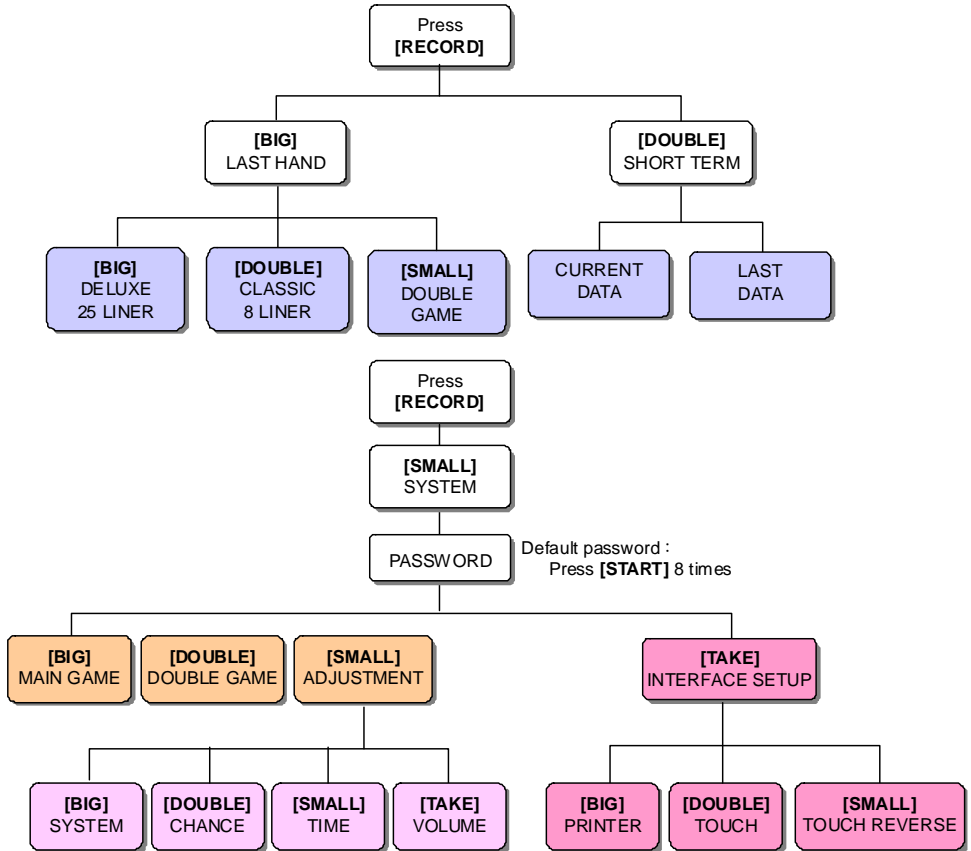 Press
[RECORD]
[BIG]
LAST HAND
[DOUBLE]
SHORT TERM
[BIG]
DELUXE
25 LINER
[DOUBLE]
CLASSIC
8 LINER
[SMALL]
DOUBLE
GAME
CURRENT
DATA
LAST
DATA
Press
[RECORD]
[SMALL]
SYSTEM
PASSWORD
Default password :
Press [START] 8 times
[BIG]
MAIN GAME
[DOUBLE]
DOUBLE GAME
[SMALL]
ADJUSTMENT
[TAKE]
INTERFACE SETUP
[BIG]
SYSTEM
[DOUBLE]
CHANCE
[SMALL]
TIME
[TAKE]
VOLUME
[BIG]
PRINTER
[DOUBLE]
TOUCH
[SMALL]
TOUCH REVERSE